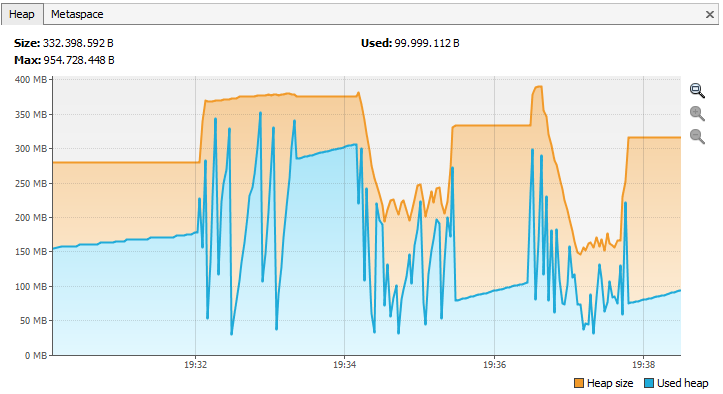 Heap Metaspace
Size: 332.398.592 B Used: 99.999.112 B
Max: 954.728.448 B
400 MB
350 MB
300 MB
250 MB
200 MB
150 MB
100 MB
50 MB
0 MB
19:32 19:34 19:36 19:38
Heap size Used heap